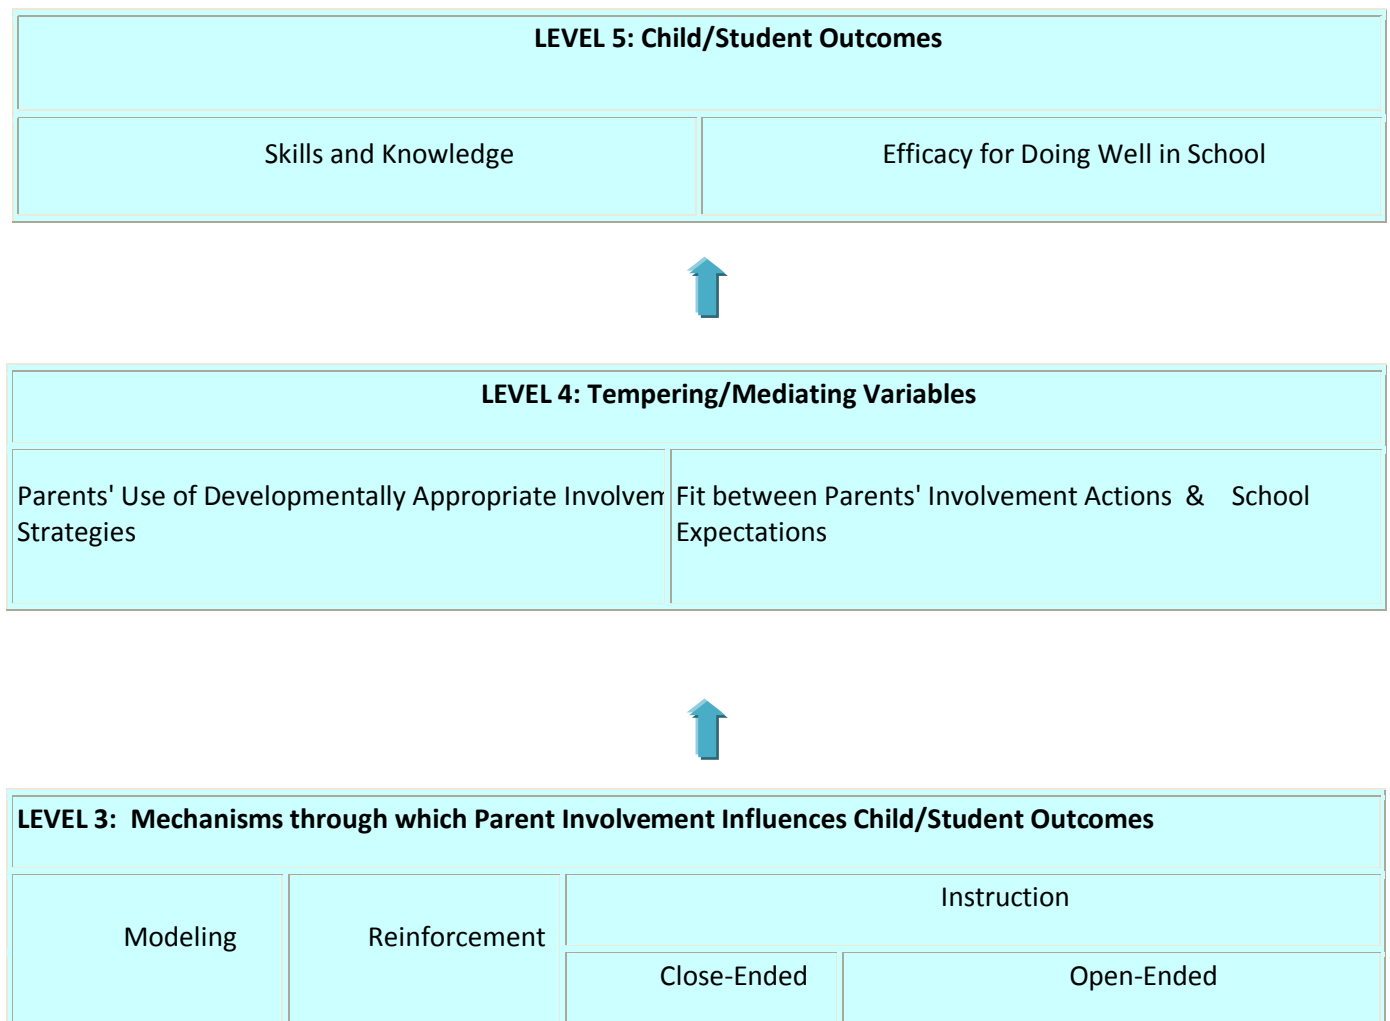 LEVEL 5: Child/Student Outcomes
Skills and Knowledge
Efficacy for Doing Well in School
LEVEL 4: Tempering/Mediating Variables
Parents' Use of Developmentally Appropriate Involvem
Strategies
Fit between Parents' Involvement Actions & School
Expectations
LEVEL 3: Mechanisms through which Parent Involvement Influences Child/Student Outcomes
Modeling
Reinforcement
Instruction
Close-Ended
Open-Ended